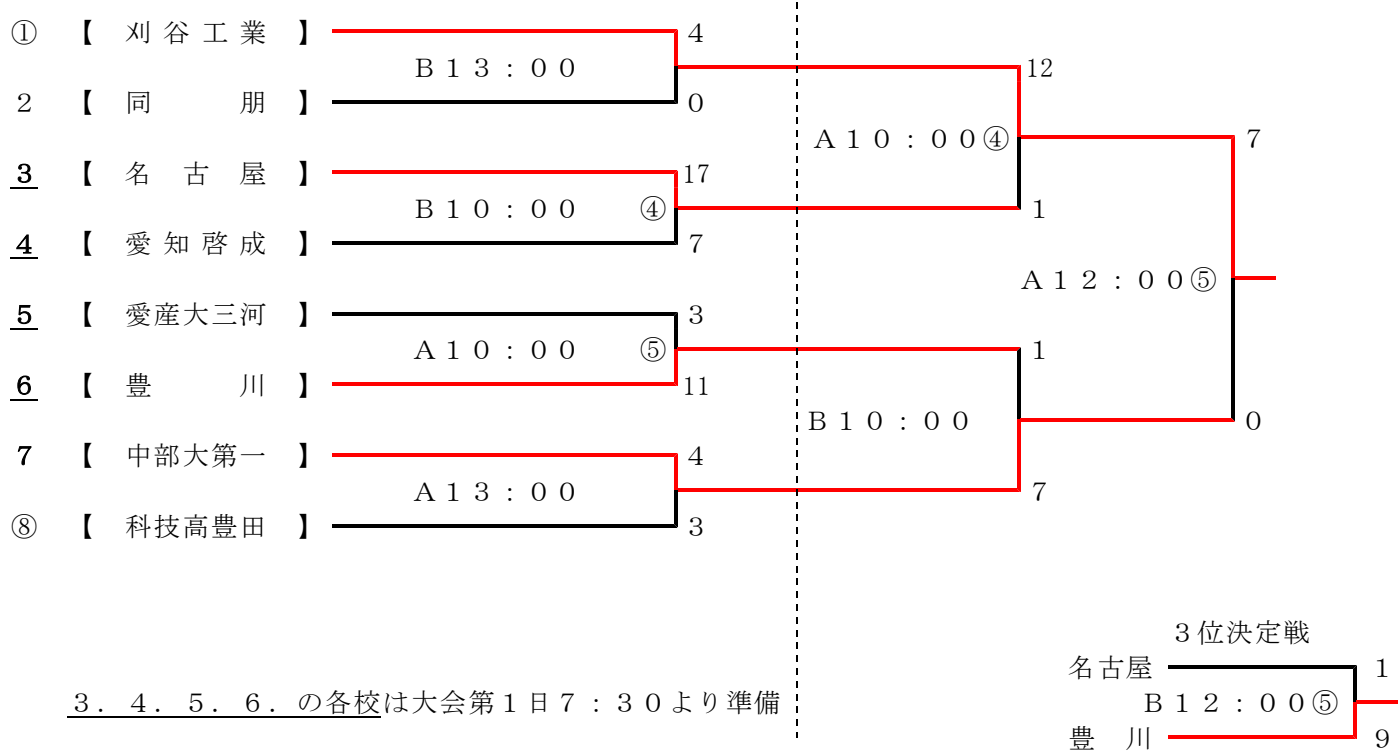 ① 【 刈谷工業 】 4
B13:00 12
2 【 同 朋 】 0
A10:00④ 7
3 【 名古屋 】 17
B10:00 ④ 1
4 【 愛知啓成 】 7
A12:00⑤
5 【 愛産大三河 】 3
A10:00 ⑤ 1
6 【 豊 川 】 11
B10:00 0
7 【 中部大第一 】 4
A13:00 7
⑧ 【 科技高豊田 】 3
3位決定戦
名古屋 1
3.4.5.6.の各校は大会第1日7:30より準備
B12:00⑤
豊 川 9